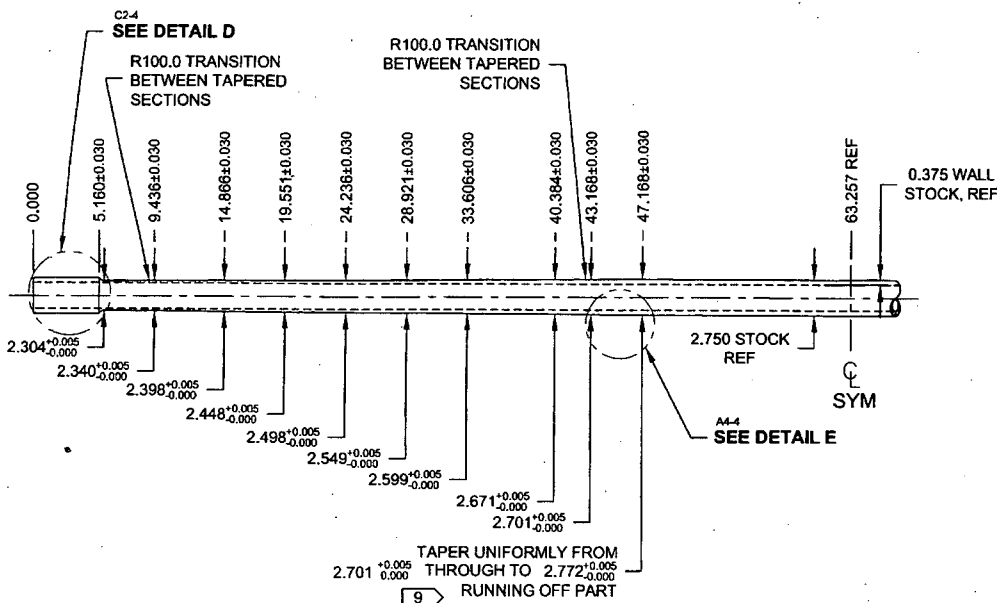 C2-4
SEE DETAIL D
R100.0 TRANSITION
BETWEEN TAPERED
SECTIONS
R100.0 TRANSITION
BETWEEN TAPERED
SECTIONS
0.000
5.160±0.030
9.436±0.030
14.866±0.030
19.551±0.030
24.236±0.030
28.921±0.030
33.606±0.030
40.384±0.030
43.168±0.030
47.168±0.030
63.257 REF
0.375 WALL
STOCK, REF
2.304 +0.005 -0.000
2.340 +0.005 -0.000
2.398 +0.005 -0.000
2.448 +0.005 -0.000
2.498 +0.005 -0.000
2.549 +0.005 -0.000
2.599 +0.005 -0.000
2.671 +0.005 -0.000
2.701 +0.005 -0.000
2.750 STOCK
REF
℄
SYM
A4-4
SEE DETAIL E
TAPER UNIFORMLY FROM
2.701 +0.005 0.000 THROUGH TO 2.772 +0.005 -0.000
9 RUNNING OFF PART